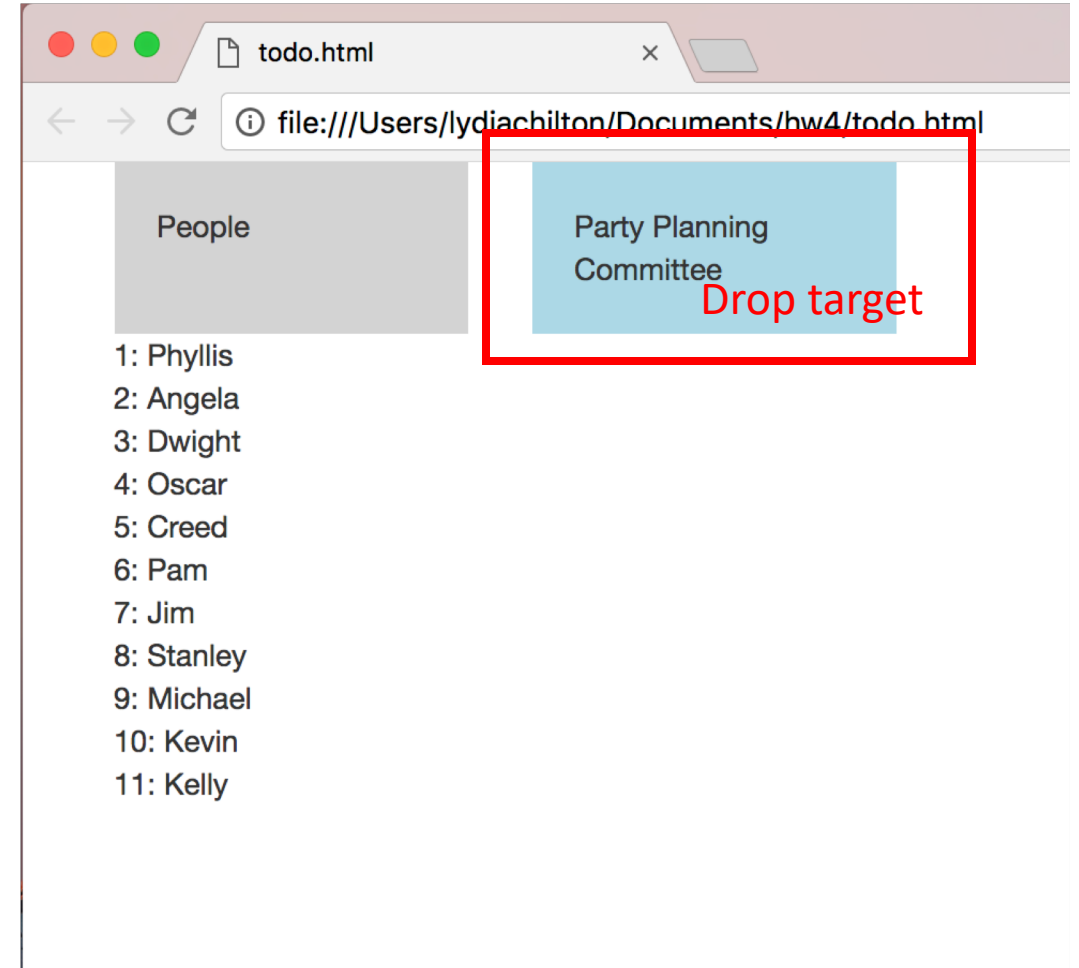 todo.html
file:///Users/lydiachilton/Documents/hw4/todo.html
People
Party Planning
Committee
Drop target
1: Phyllis
2: Angela
3: Dwight
4: Oscar
5: Creed
6: Pam
7: Jim
8: Stanley
9: Michael
10: Kevin
11: Kelly